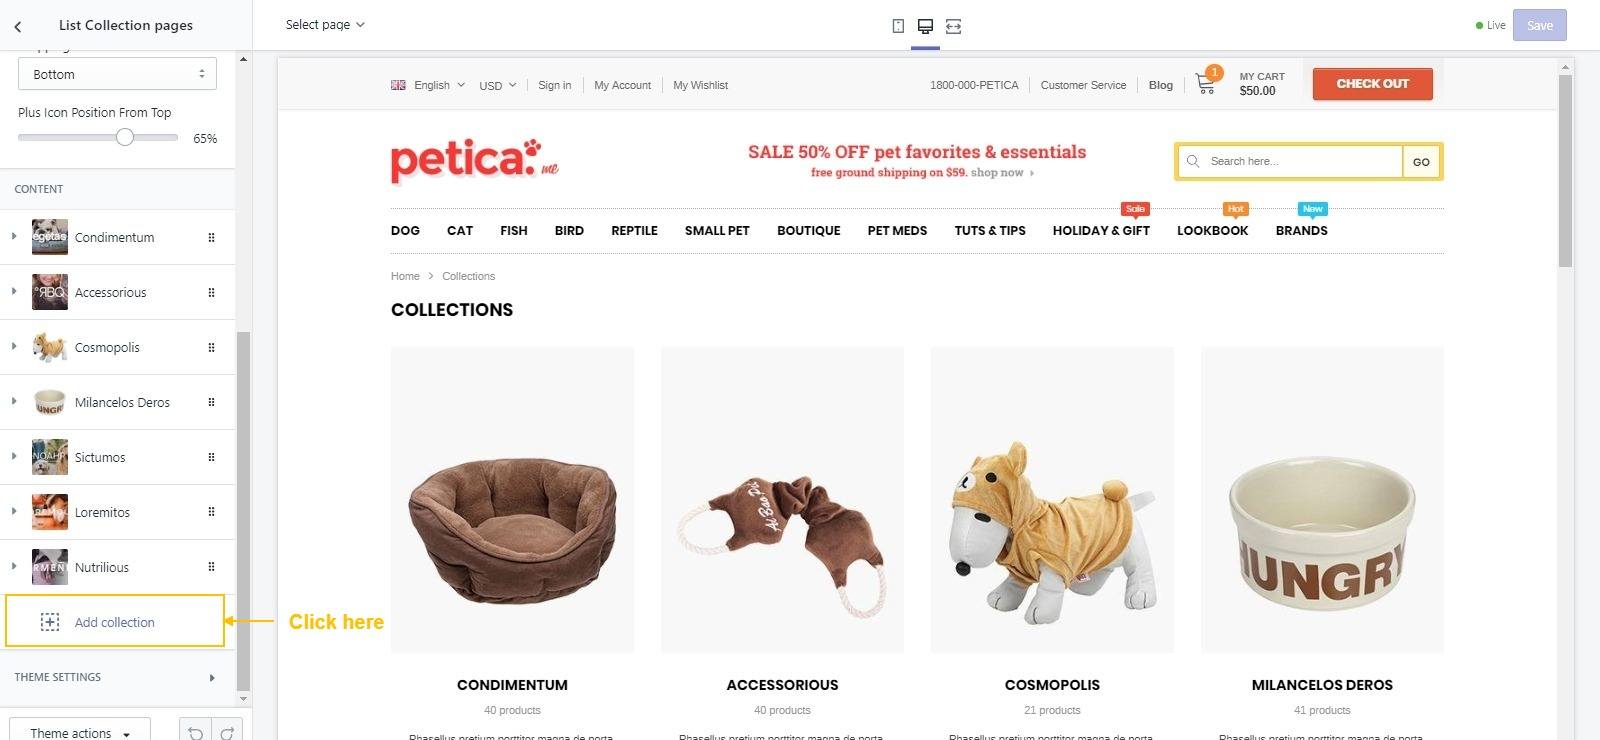 List Collection pages
Select page
Live
Save
Bottom
Plus Icon Position From Top
65%
CONTENT
Condimentum
Accessorious
Cosmopolis
Milancelos Deros
Sictumos
Loremitos
Nutrilious
Add collection
THEME SETTINGS
Theme actions
Click here
English
USD
Sign in
My Account
My Wishlist
1800-000-PETICA
Customer Service
Blog
1
MY CART
$50.00
CHECK OUT
petica. me
SALE 50% OFF pet favorites & essentials
free ground shipping on $59. shop now
Search here...
GO
Sale
Hot
New
DOG CAT FISH BIRD REPTILE SMALL PET BOUTIQUE PET MEDS TUTS & TIPS HOLIDAY & GIFT LOOKBOOK BRANDS
Home > Collections
COLLECTIONS
HUNGRY
CONDIMENTUM
40 products
Phasellus pretium porttitor magna de porta
ACCESSORIOUS
40 products
Phasellus pretium porttitor magna de porta
COSMOPOLIS
21 products
Phasellus pretium porttitor magna de porta
MILANCELOS DEROS
41 products
Phasellus pretium porttitor magna de porta